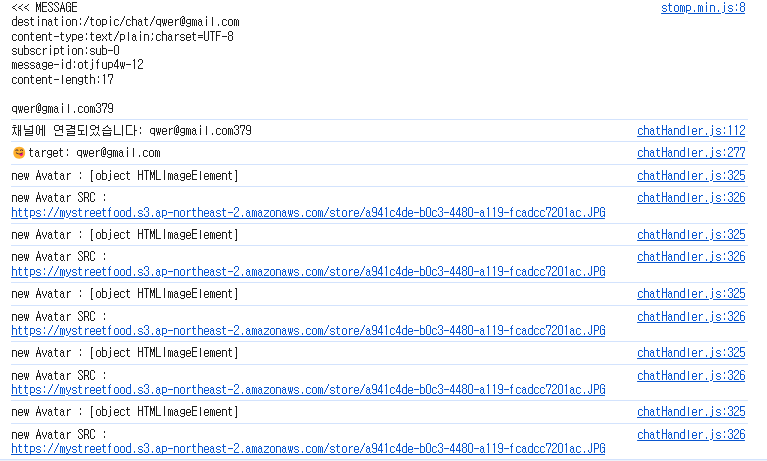 <<< MESSAGE stomp.min.js:8
destination:/topic/chat/qwer@gmail.com
content-type:text/plain;charset=UTF-8
subscription:sub-0
message-id:otjfup4w-12
content-length:17
qwer@gmail.com379
채널에 연결되었습니다: qwer@gmail.com379 chatHandler.js:112
😋target: qwer@gmail.com chatHandler.js:277
new Avatar : [object HTMLImageElement] chatHandler.js:325
new Avatar SRC : chatHandler.js:326
https://mystreetfood.s3.ap-northeast-2.amazonaws.com/store/a941c4de-b0c3-4480-a119-fcadcc7201ac.JPG
new Avatar : [object HTMLImageElement] chatHandler.js:325
new Avatar SRC : chatHandler.js:326
https://mystreetfood.s3.ap-northeast-2.amazonaws.com/store/a941c4de-b0c3-4480-a119-fcadcc7201ac.JPG
new Avatar : [object HTMLImageElement] chatHandler.js:325
new Avatar SRC : chatHandler.js:326
https://mystreetfood.s3.ap-northeast-2.amazonaws.com/store/a941c4de-b0c3-4480-a119-fcadcc7201ac.JPG
new Avatar : [object HTMLImageElement] chatHandler.js:325
new Avatar SRC : chatHandler.js:326
https://mystreetfood.s3.ap-northeast-2.amazonaws.com/store/a941c4de-b0c3-4480-a119-fcadcc7201ac.JPG
new Avatar : [object HTMLImageElement] chatHandler.js:325
new Avatar SRC : chatHandler.js:326
https://mystreetfood.s3.ap-northeast-2.amazonaws.com/store/a941c4de-b0c3-4480-a119-fcadcc7201ac.JPG